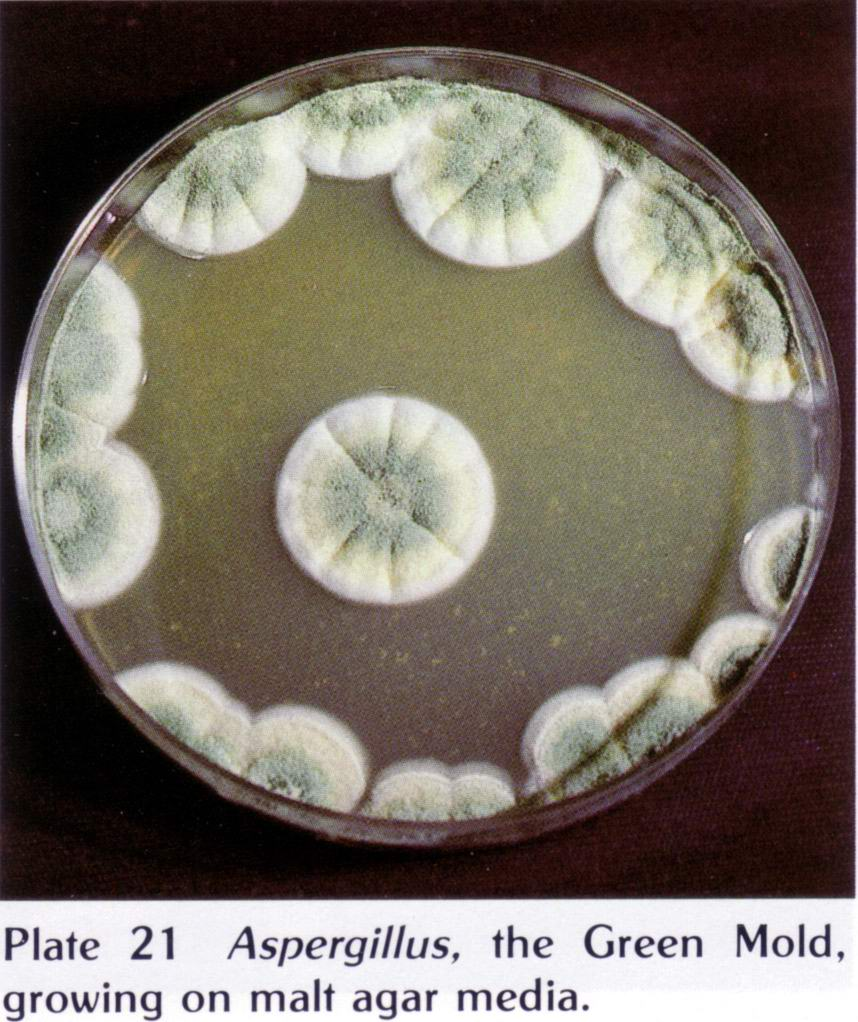 Plate 21 Aspergillus, the Green Mold,
growing on malt agar media.